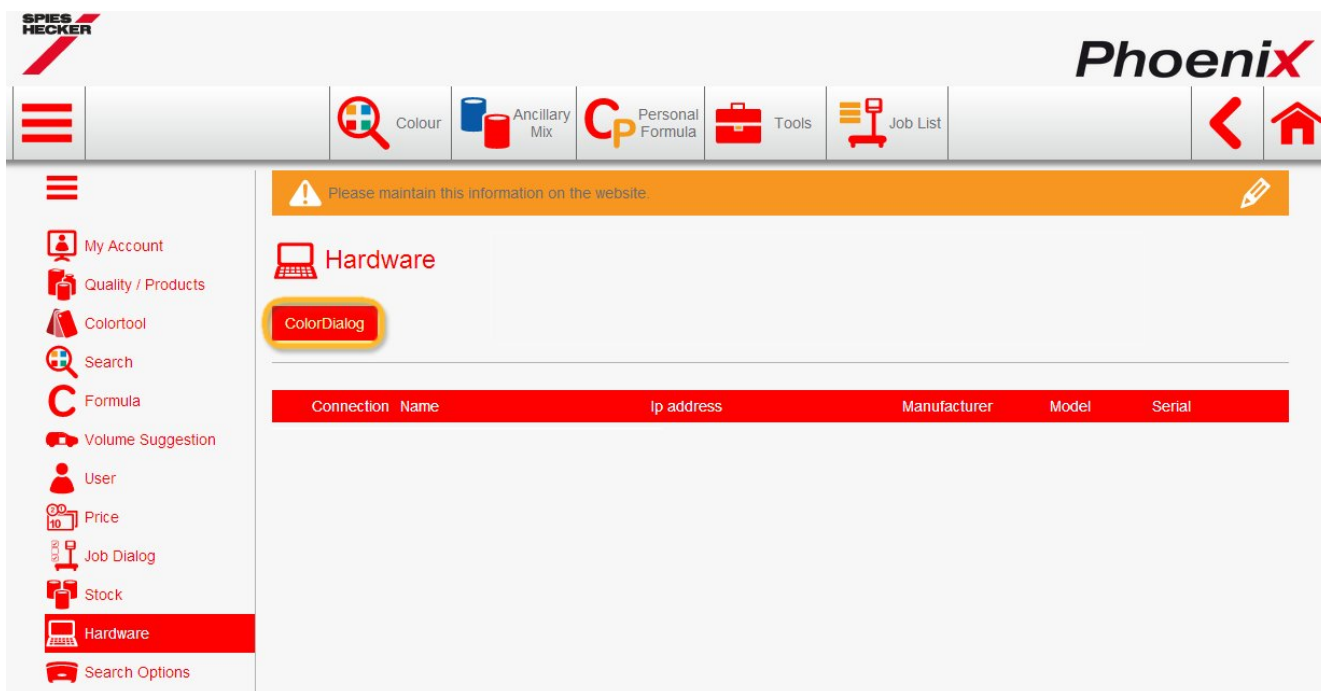 SPIES
HECKER
Phoenix
Colour
Ancillary
Mix
CP
Personal
Formula
Tools
Job List
Please maintain this information on the website.
My Account
Quality / Products
Colortool
Search
C Formula
Volume Suggestion
User
10
Price
Job Dialog
Stock
Hardware
Search Options
Hardware
ColorDialog
Connection Name Ip address Manufacturer Model Serial